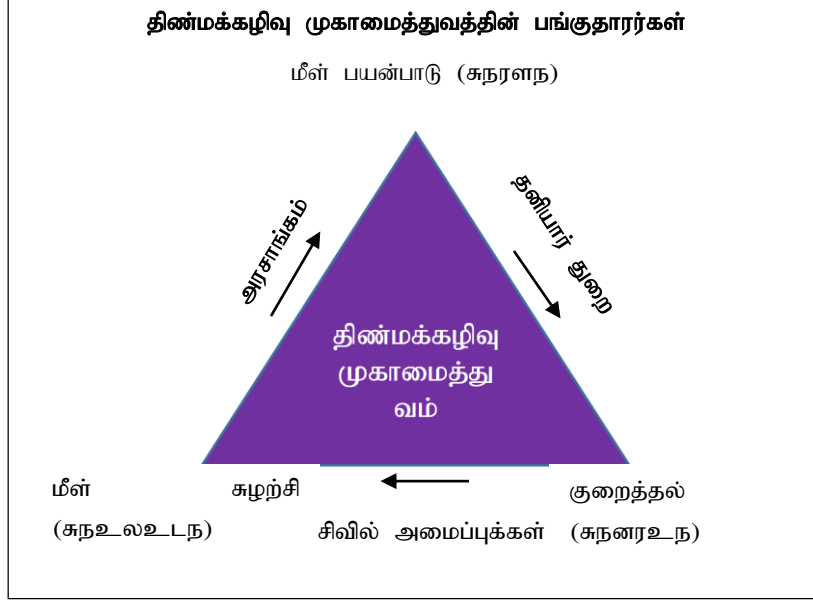 திண்மக்கழிவு முகாமைத்துவத்தின் பங்குதாரர்கள்
மீள் பயன்பாடு (சுநரளந)
அரசாங்கம்
தனியார் துறை
திண்மக்கழிவு
முகாமைத்து
வம்
மீள் சுழற்சி
(சுநஉலஉடந)
சிவில் அமைப்புக்கள்
குறைத்தல்
(சுநனரஉந)